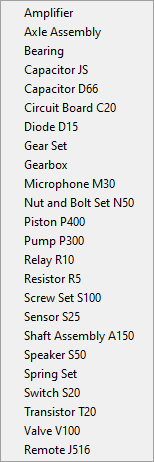 Amplifier
Axle Assembly
Bearing
Capacitor JS
Capacitor D66
Circuit Board C20
Diode D15
Gear Set
Gearbox
Microphone M30
Nut and Bolt Set N50
Piston P400
Pump P300
Relay R10
Resistor R5
Screw Set S100
Sensor S25
Shaft Assembly A150
Speaker S50
Spring Set
Switch S20
Transistor T20
Valve V100
Remote J516